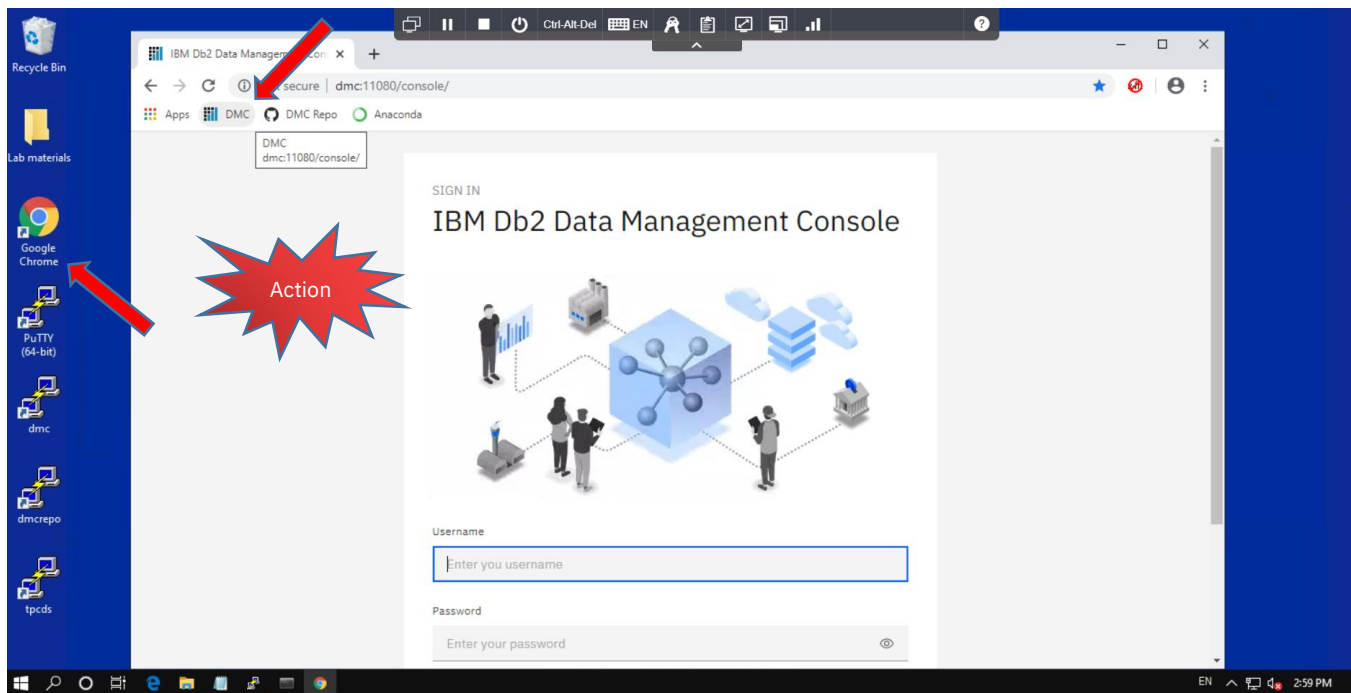 Ctrl-Alt-Del EN ?
Recycle Bin
Lab materials
Google
Chrome
PuTTY
(64-bit)
dmc
dmcrepo
tpcds
IBM Db2 Data Manageme
secure | dmc:11080/console/
Apps DMC DMC Repo Anaconda
DMC
dmc:11080/console/
Action
SIGN IN
IBM Db2 Data Management Console
Username
Enter you username
Password
Enter your password
EN 2:59 PM